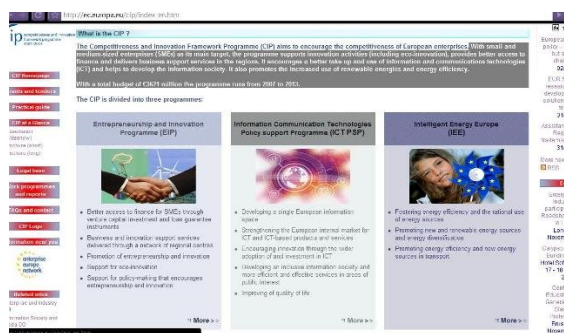 http://ec.europa.eu/cip/index_en.htm
ip
What is the CIP ?
The Competitiveness and Innovation Framework Programme (CIP) aims to encourage the competitiveness of European enterprises. With small and
medium-sized enterprises (SMEs) as its main target, the programme supports innovation activities (including eco-innovation), provides better access to
finance and delivers business support services in the regions. It encourages a better take up and use of information and communications technologies
(ICT) and helps to develop the information society. It also promotes the increased use of renewable energies and energy efficiency.
With a total budget of €3621 million the programme runs from 2007 to 2013.
The CIP is divided into three programmes:
CIP Homepage
Practical guide
CIP at a Glance
Legal base
ork programmes
and reports
FAQs and contact
CIP Logo
enterprise
europe
network
Entrepreneurship and Innovation
Programme (EIP)
Better access to finance for SMEs through
venture capital investment and loan guarantee
instruments
Business and innovation support services
delivered through a network of regional centres
Promotion of entrepreneurship and innovation
Support for eco-innovation
Support for policy-making that encourages
entrepreneurship and innovation
More >>
Information Communication Technologies
Policy support Programme (ICT PSP)
Developing a single European information
space
Strengthening the European internal market for
ICT and ICT-based products and services
Encouraging innovation through the wider
adoption of and investment in ICT
Developing an inclusive information society and
more efficient and effective services in areas of
public interest
Improving of quality of life
More >>
Intelligent Energy Europe
(IEE)
Fostering energy efficiency and the rational use
of energy sources
Promoting new and renewable energy sources
and energy diversification
Promoting energy efficiency and new energy
sources in transport.
More >>